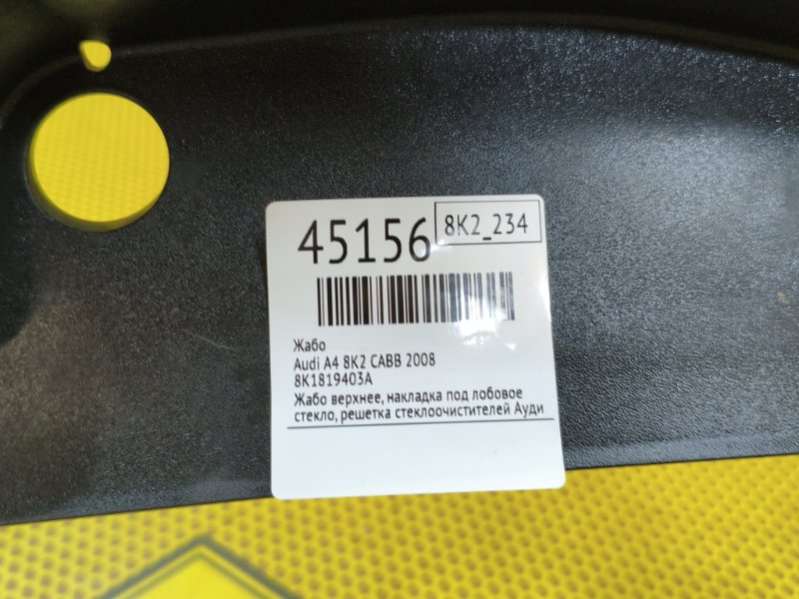 45156
8K2_234
Жабо
Audi A4 8K2 CABB 2008
8K1819403A
Жабо верхнее, накладка под лобовое
стекло, решетка стеклоочистителей Ауди